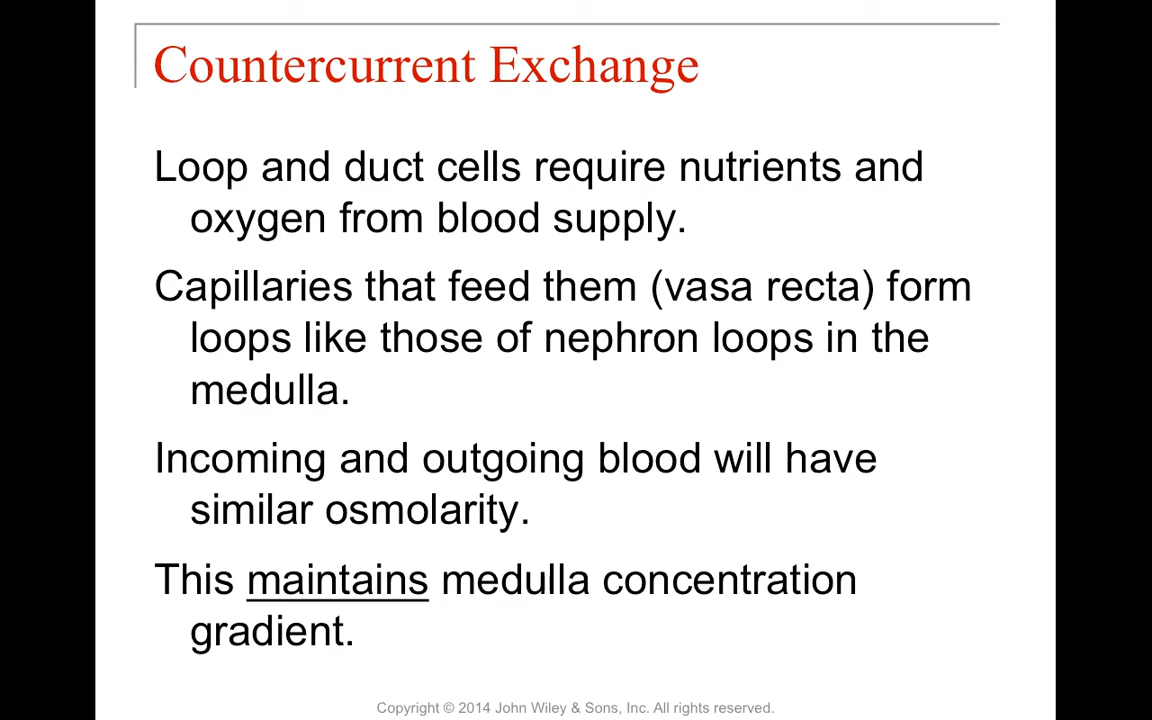 Countercurrent Exchange
Loop and duct cells require nutrients and
oxygen from blood supply.
Capillaries that feed them (vasa recta) form
loops like those of nephron loops in the
medulla.
Incoming and outgoing blood will have
similar osmolarity.
This maintains medulla concentration
gradient.
Copyright © 2014 John Wiley & Sons, Inc. All rights reserved.